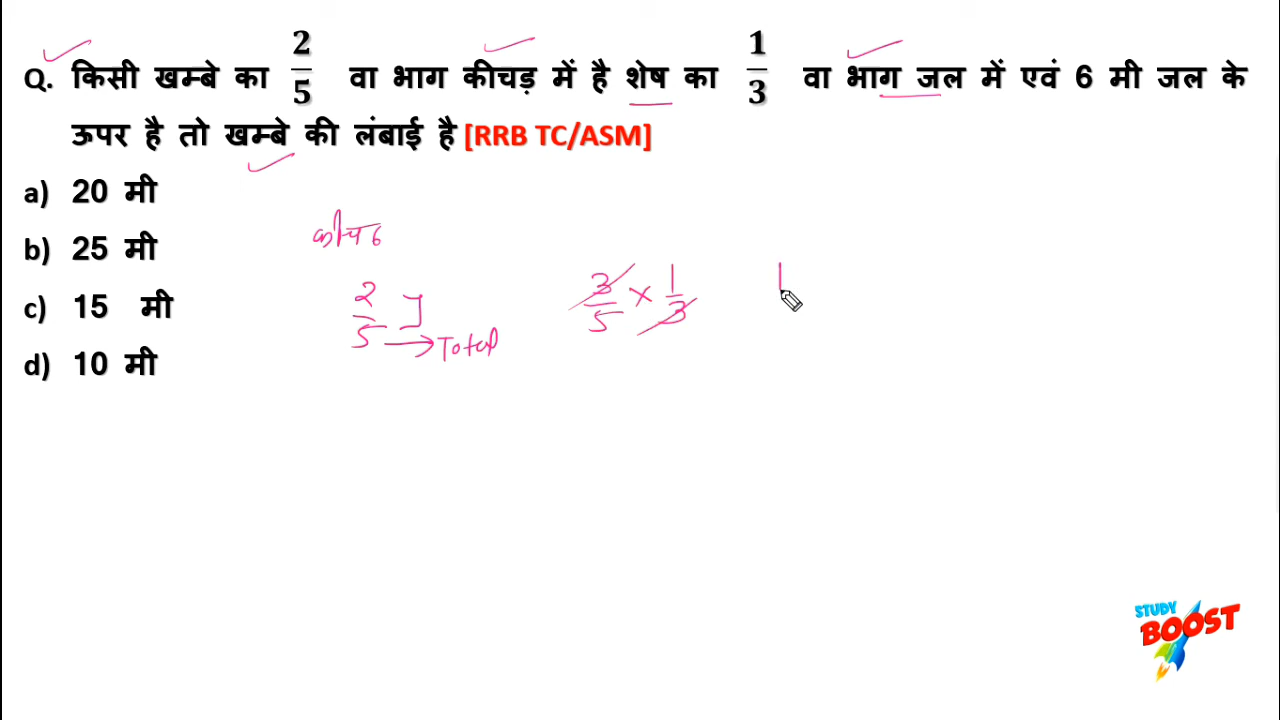 Q. किसी खम्बे का 2/5 वा भाग कीचड़ में है शेष का 1/3 वा भाग जल में एवं 6 मी जल के
ऊपर है तो खम्बे की लंबाई है [RRB TC/ASM]
a) 20 मी
b) 25 मी
c) 15 मी
d) 10 मी
2/5 ] → Total
3/5 × 1/3
STUDY
BOOST